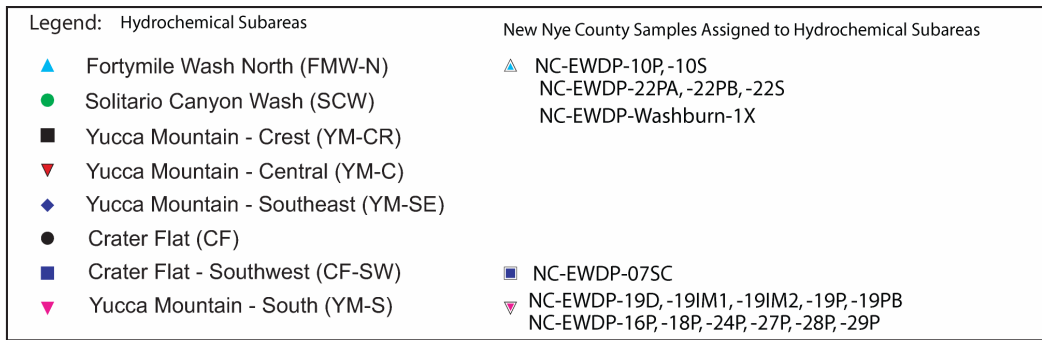 Legend: Hydrochemical Subareas
New Nye County Samples Assigned to Hydrochemical Subareas
Fortymile Wash North (FMW-N)
Solitario Canyon Wash (SCW)
Yucca Mountain - Crest (YM-CR)
Yucca Mountain - Central (YM-C)
Yucca Mountain - Southeast (YM-SE)
Crater Flat (CF)
Crater Flat - Southwest (CF-SW)
Yucca Mountain - South (YM-S)
NC-EWDP-10P, -10S
NC-EWDP-22PA, -22PB, -22S
NC-EWDP-Washburn-1X
NC-EWDP-07SC
NC-EWDP-19D, -19IM1, -19IM2, -19P, -19PB
NC-EWDP-16P, -18P, -24P, -27P, -28P, -29P